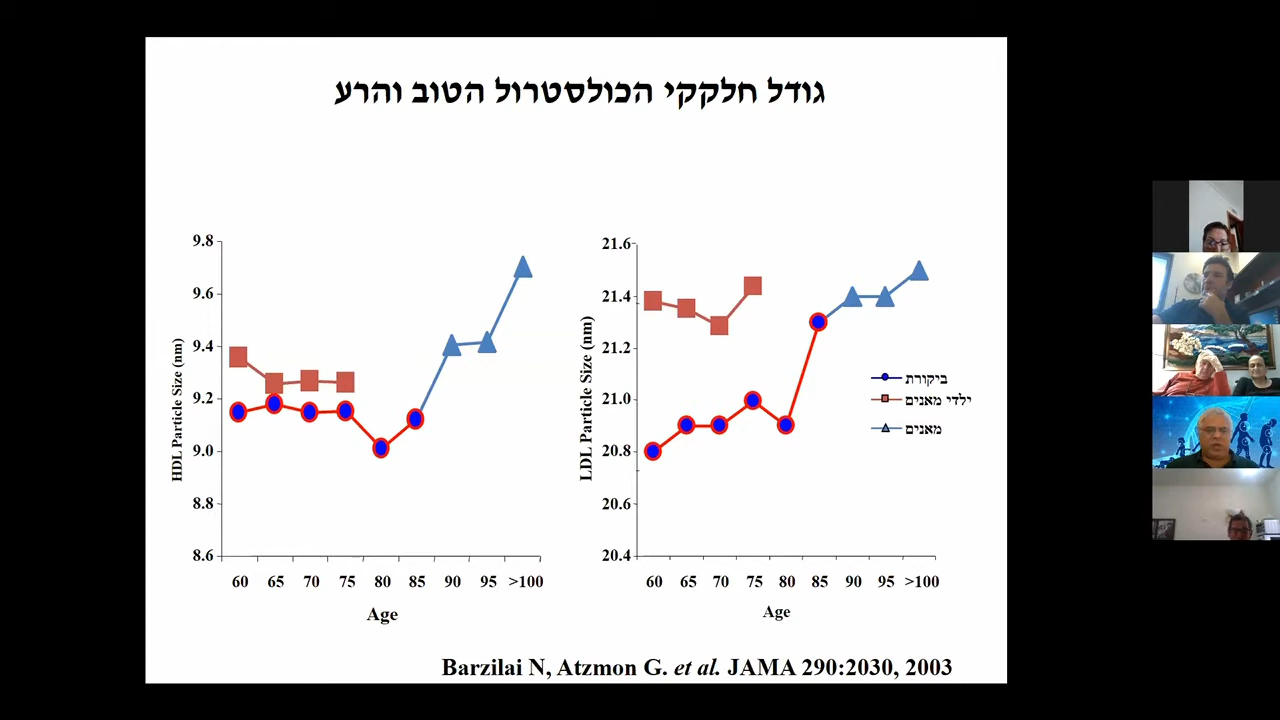 גודל חלקקי הכולסטרול הטוב והרע
HDL Particle Size (nm)
9.8
9.6
9.4
9.2
9.0
8.8
8.6
60 65 70 75 80 85 90 95 >100
Age
LDL Particle Size (nm)
21.6
21.4
21.2
21.0
20.8
20.6
20.4
60 65 70 75 80 85 90 95 >100
Age
ביקורת
ילדי מאנים
מאנים
Barzilai N, Atzmon G. et al. JAMA 290:2030, 2003